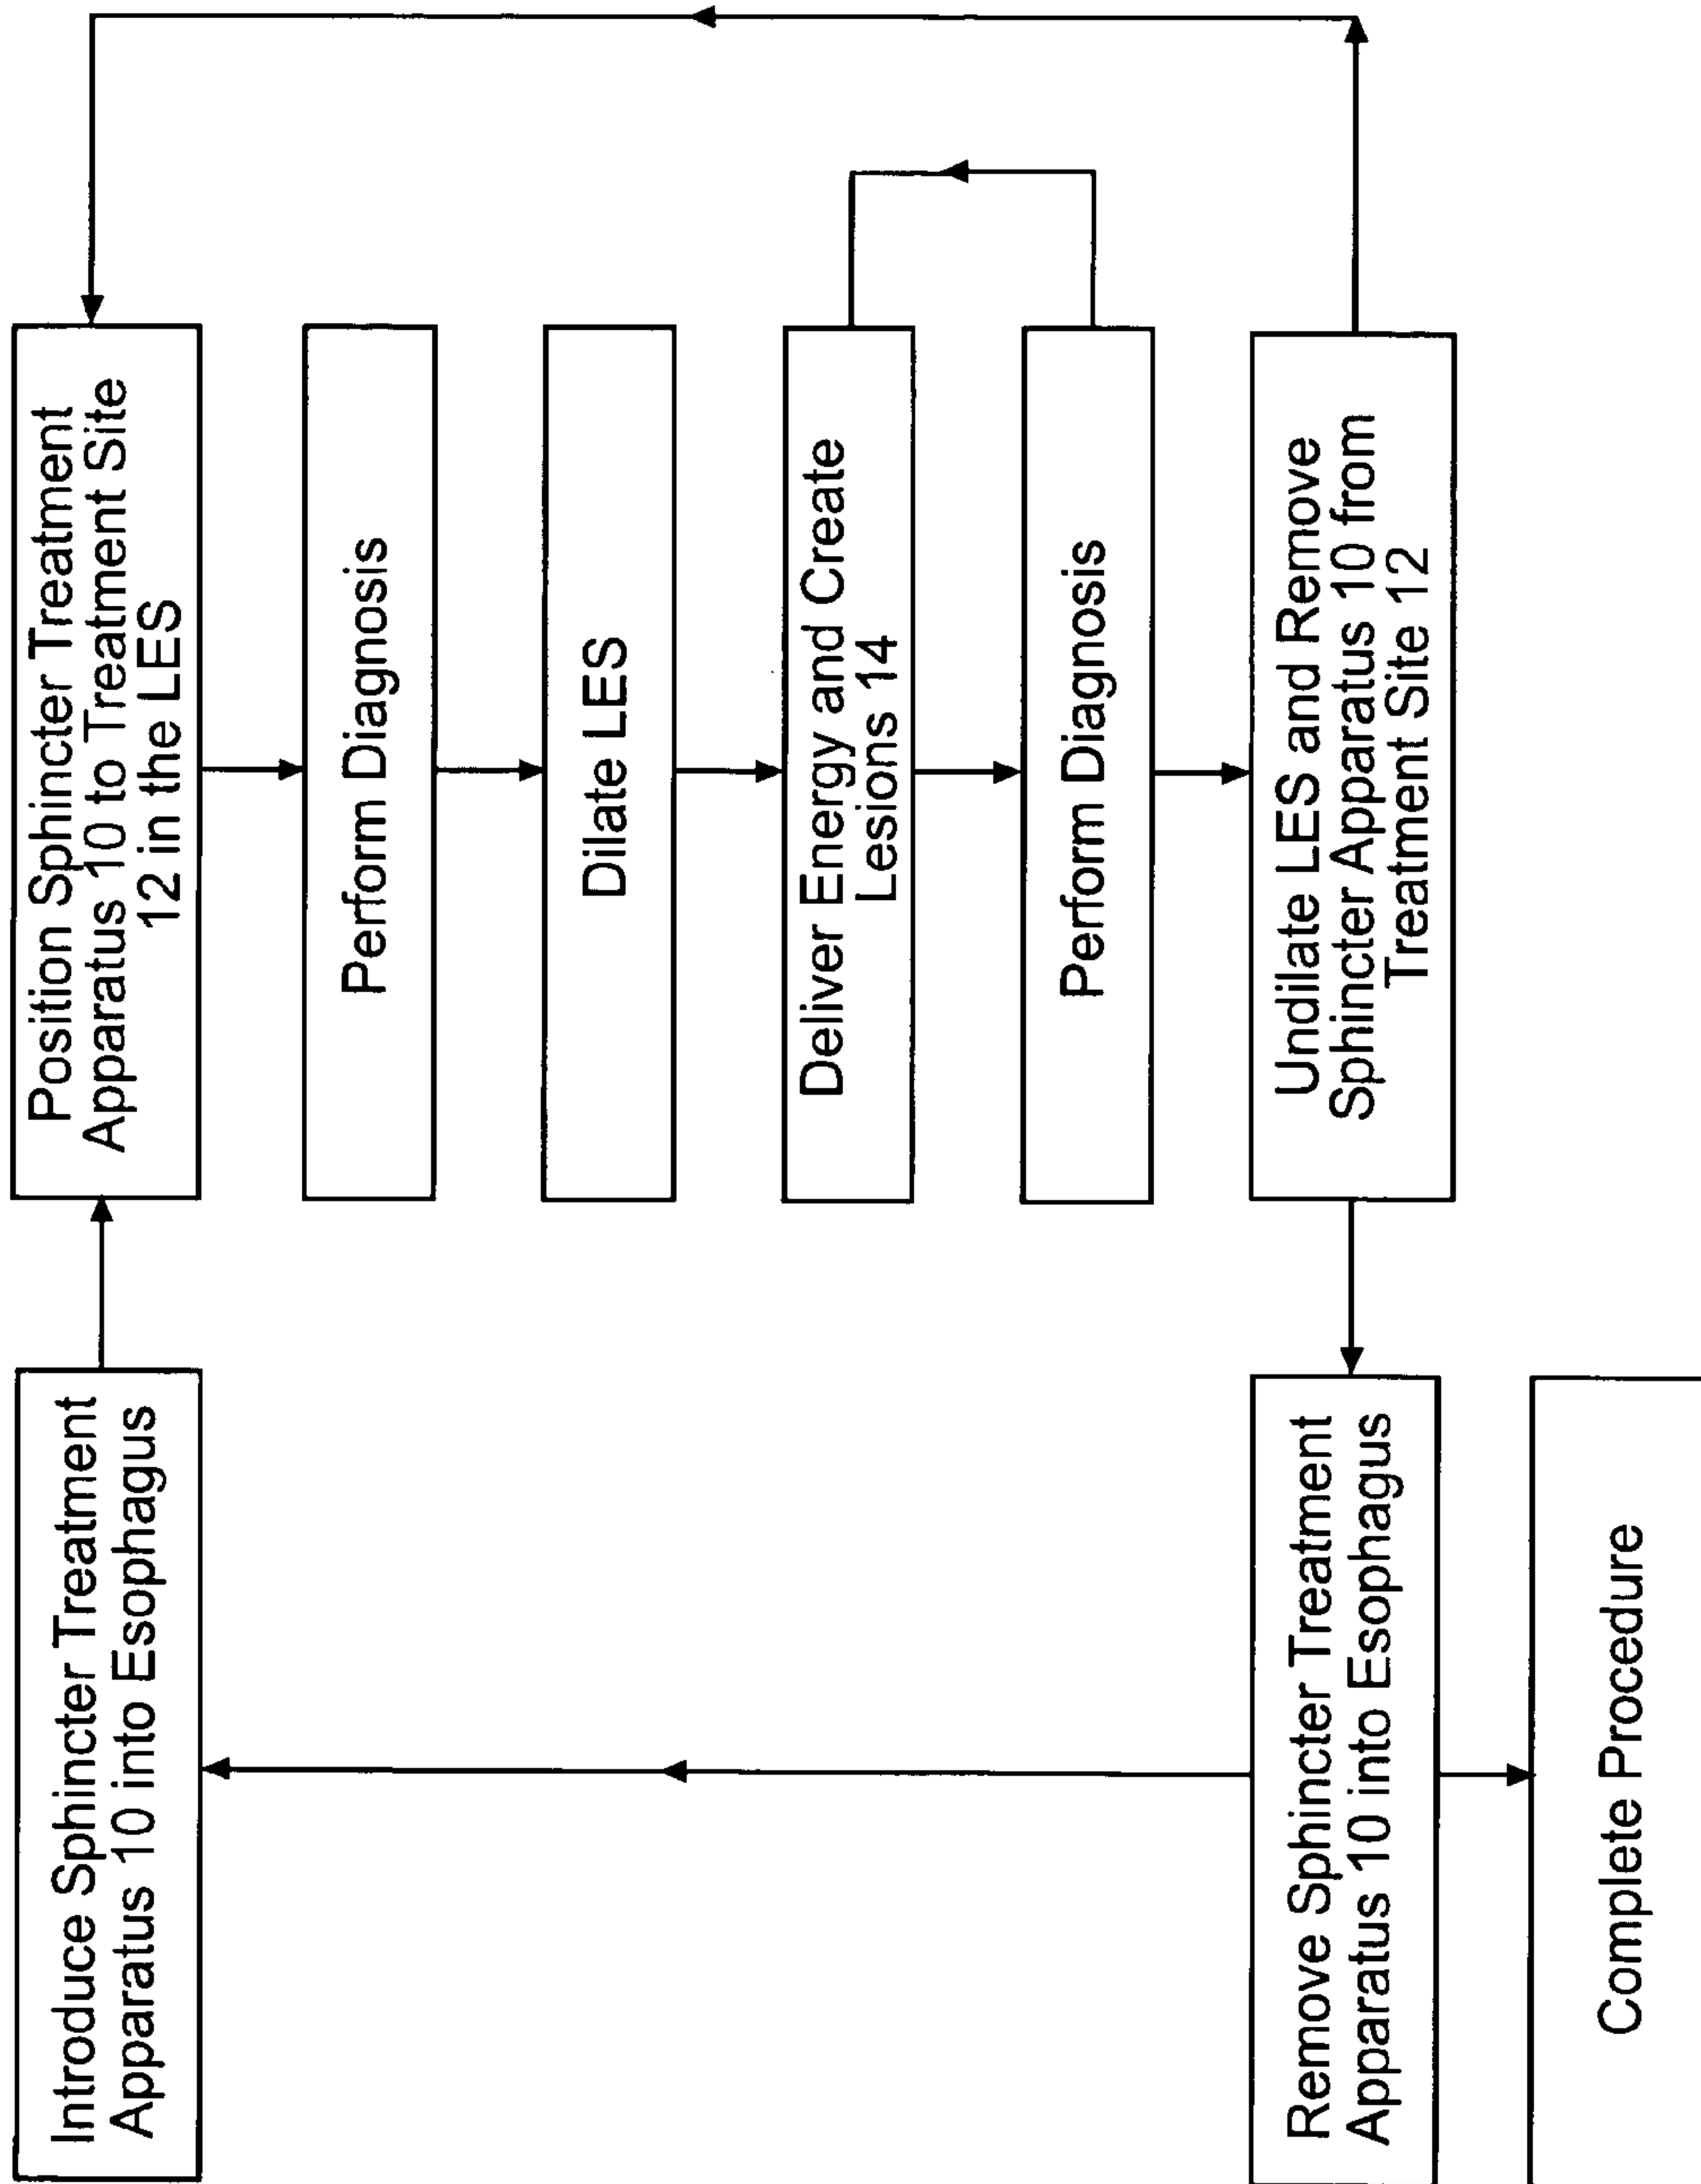 Introduce Sphincter Treatment
Apparatus 10 into Esophagus
Position Sphincter Treatment
Apparatus 10 to Treatment Site
12 in the LES
Perform Diagnosis
Dilate LES
Deliver Energy and Create
Lesions 14
Perform Diagnosis
Undilate LES and Remove
Sphincter Apparatus 10 from
Treatment Site 12
Remove Sphincter Treatment
Apparatus 10 into Esophagus
Complete Procedure